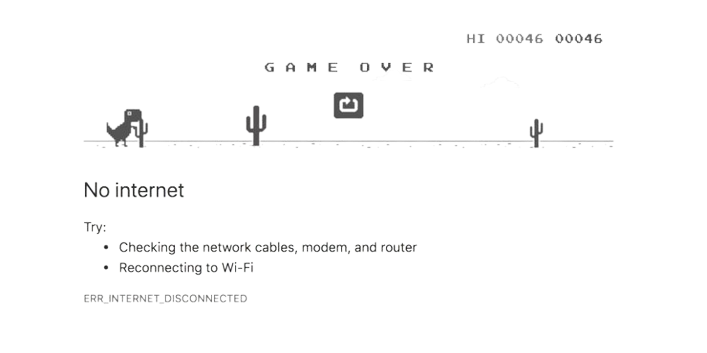 HI 00046 00046
GAME OVER
No internet
Try:
• Checking the network cables, modem, and router
• Reconnecting to Wi-Fi
ERR_INTERNET_DISCONNECTED